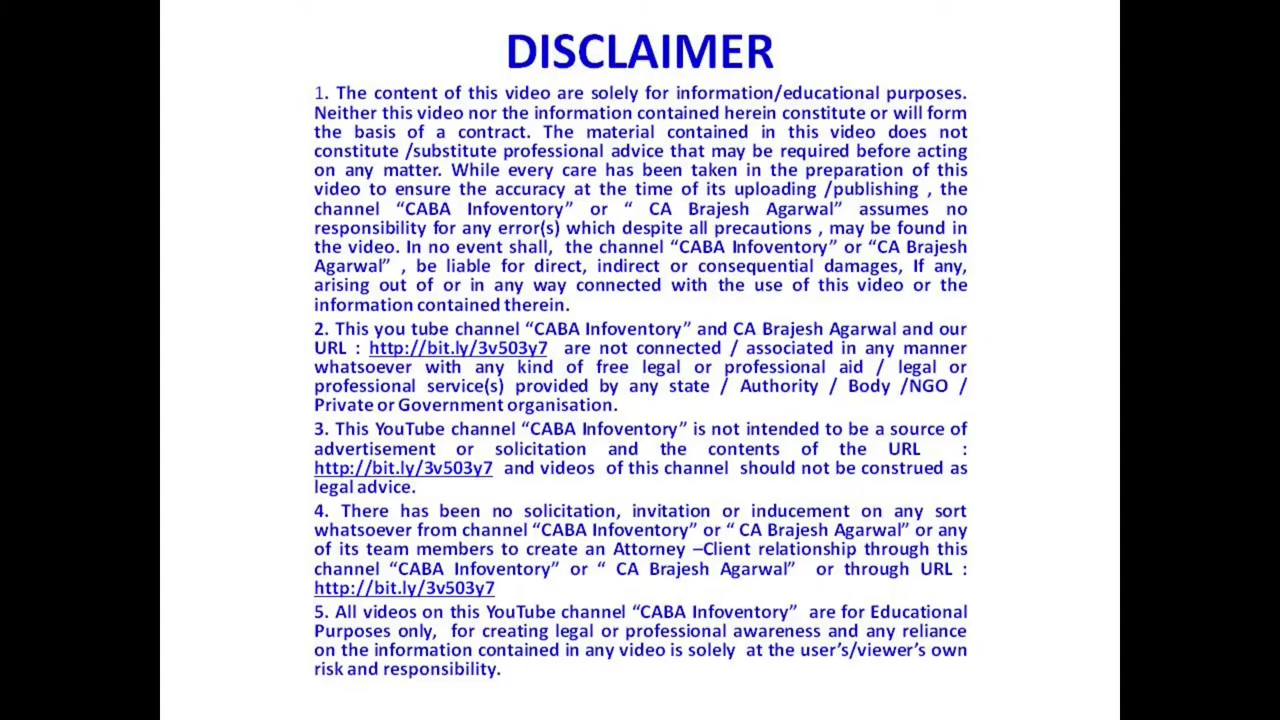 DISCLAIMER
1. The content of this video are solely for information/educational purposes.
Neither this video nor the information contained herein constitute or will form
the basis of a contract. The material contained in this video does not
constitute /substitute professional advice that may be required before acting
on any matter. While every care has been taken in the preparation of this
video to ensure the accuracy at the time of its uploading /publishing , the
channel “CABA Infoventory” or “ CA Brajesh Agarwal” assumes no
responsibility for any error(s) which despite all precautions , may be found in
the video. In no event shall, the channel “CABA Infoventory” or “CA Brajesh
Agarwal” , be liable for direct, indirect or consequential damages, If any,
arising out of or in any way connected with the use of this video or the
information contained therein.
2. This you tube channel “CABA Infoventory” and CA Brajesh Agarwal and our
URL : http://bit.ly/3v503y7 are not connected / associated in any manner
whatsoever with any kind of free legal or professional aid / legal or
professional service(s) provided by any state / Authority / Body /NGO /
Private or Government organisation.
3. This YouTube channel “CABA Infoventory” is not intended to be a source of
advertisement or solicitation and the contents of the URL :
http://bit.ly/3v503y7 and videos of this channel should not be construed as
legal advice.
4. There has been no solicitation, invitation or inducement on any sort
whatsoever from channel “CABA Infoventory” or “ CA Brajesh Agarwal” or any
of its team members to create an Attorney –Client relationship through this
channel “CABA Infoventory” or “ CA Brajesh Agarwal” or through URL :
http://bit.ly/3v503y7
5. All videos on this YouTube channel “CABA Infoventory” are for Educational
Purposes only, for creating legal or professional awareness and any reliance
on the information contained in any video is solely at the user’s/viewer’s own
risk and responsibility.